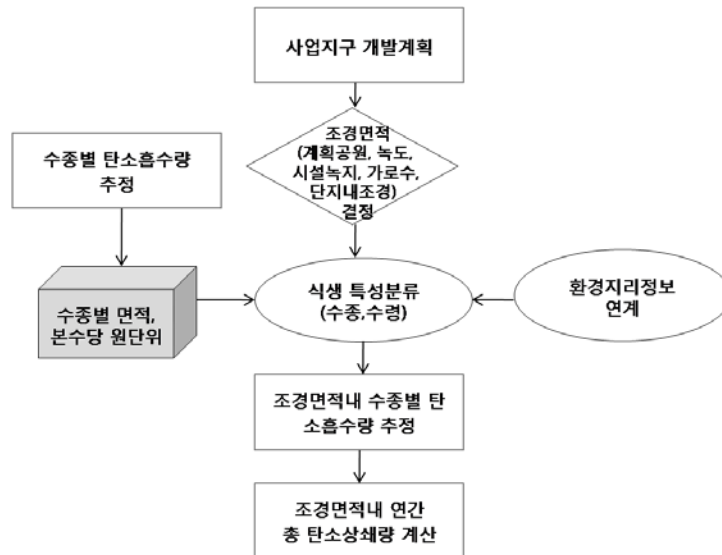 사업지구 개발계획
조경면적
(계획공원, 녹도,
시설녹지, 가로수,
단지내조경)
결정
수종별 탄소흡수량
추정
수종별 면적,
본수당 원단위
식생 특성분류
(수종,수령)
환경지리정보
연계
조경면적내 수종별 탄
소흡수량 추정
조경면적내 연간
총 탄소상쇄량 계산